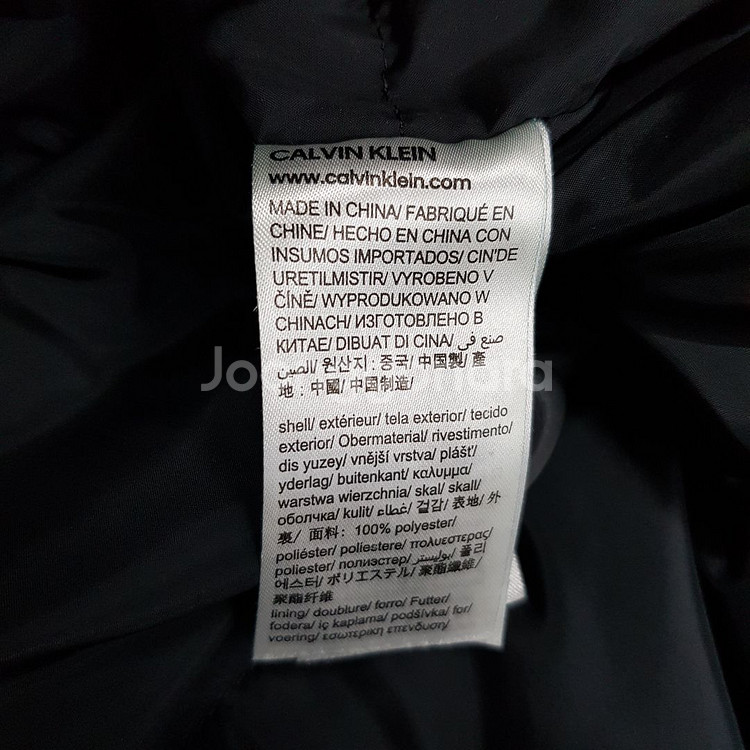 CALVIN KLEIN
www.calvinklein.com
MADE IN CHINA/ FABRIQUÉ EN
CHINE/ HECHO EN CHINA CON
INSUMOS IMPORTADOS/ CIN'DE
URETILMISTIR/ VYROBENO V
ČÍNĚ/ WYPRODUKOWANO W
CHINACH/ ИЗГОТОВЛЕНО В
КИТАЕ/ DIBUAT DI CINA/ صنع في
الصين/ 원산지 : 중국/ 中国製/ 產
地 : 中國/ 中国制造/
shell/ extérieur/ tela exterior/ tecido
exterior/ Obermaterial/ rivestimento/
dis yuzey/ vnější vrstva/ plášť/
yderlag/ buitenkant/ καλυμμα/
warstwa wierzchnia/ skal/ skall/
оболчка/ kulit/ غطاء/ 겉감/ 表地/ 外
裏/ 面料: 100% polyester/
poliéster/ poliestere/ πολυεστερας/
poliester/ полиэстер/ بوليستر/ 폴리
에스터/ ポリエステル/ 聚酯纖維/
聚酯纤维
lining/ doublure/ forro/ Futter/
fodera/ iç kaplama/ podšívka/ for/
voering/ εσωτερικη επενδυση/